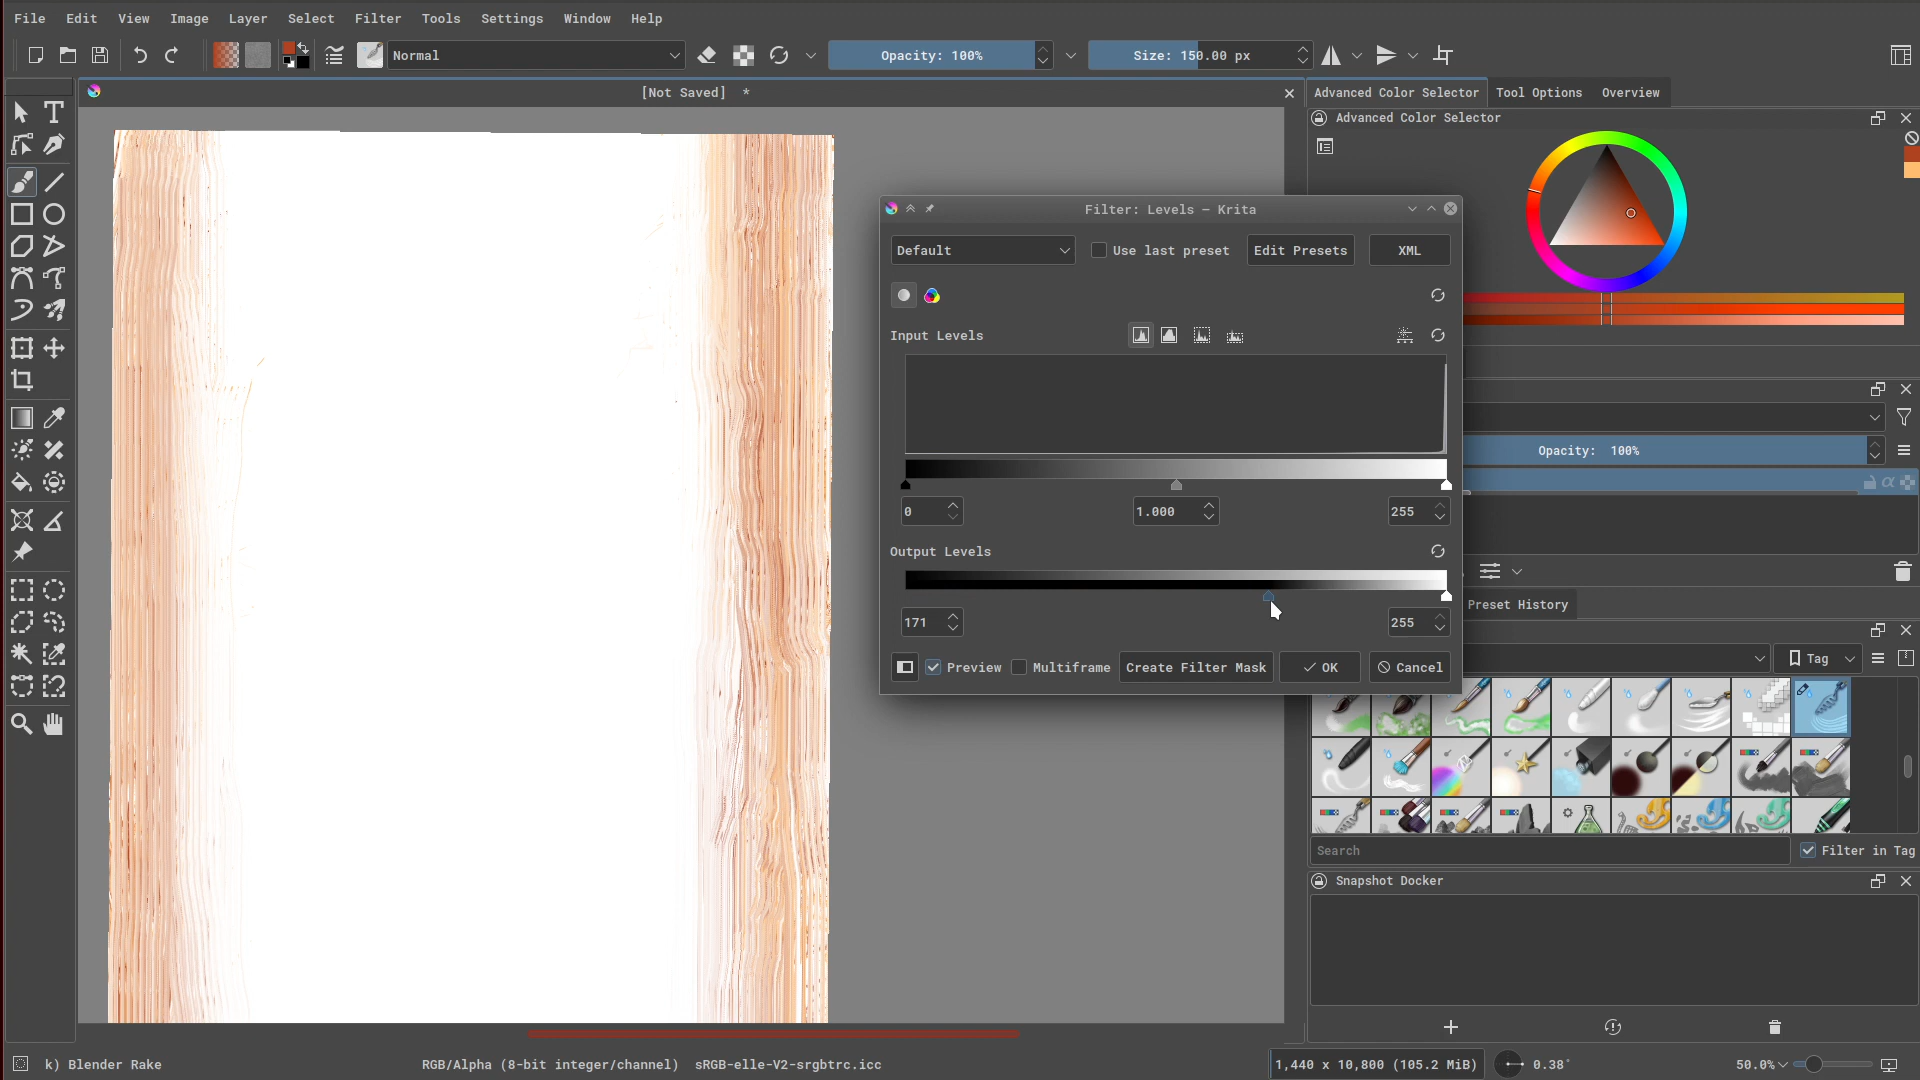 File Edit View Image Layer Select Filter Tools Settings Window Help
Normal
Opacity: 100%
Size: 150.00 px
[Not Saved] *
Advanced Color Selector Tool Options Overview
Advanced Color Selector
Filter: Levels — Krita
Default
Use last preset
Edit Presets
XML
Input Levels
0
1.000
255
Output Levels
171
255
Preview
Multiframe
Create Filter Mask
OK
Cancel
Opacity: 100%
Preset History
Tag
Search
Filter in Tag
Snapshot Docker
k) Blender Rake
RGB/Alpha (8-bit integer/channel) sRGB-elle-V2-srgbtrc.icc
1,440 x 10,800 (105.2 MiB)
0.38°
50.0%